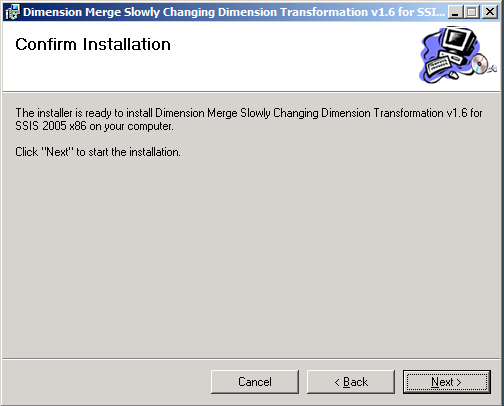 Dimension Merge Slowly Changing Dimension Transformation v1.6 for SSI...
Confirm Installation
The installer is ready to install Dimension Merge Slowly Changing Dimension Transformation v1.6 for
SSIS 2005 x86 on your computer.
Click "Next" to start the installation.
Cancel
< Back
Next >